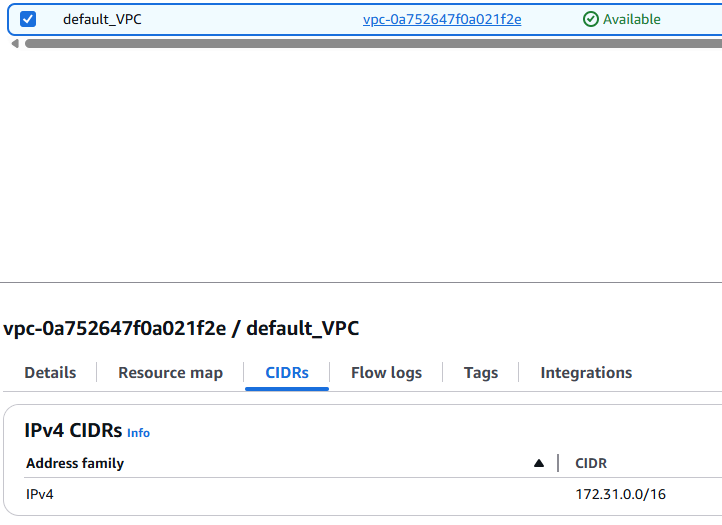 default_VPC vpc-0a752647f0a021f2e Available
vpc-0a752647f0a021f2e / default_VPC
Details Resource map CIDRs Flow logs Tags Integrations
IPv4 CIDRs Info
Address family CIDR
IPv4 172.31.0.0/16